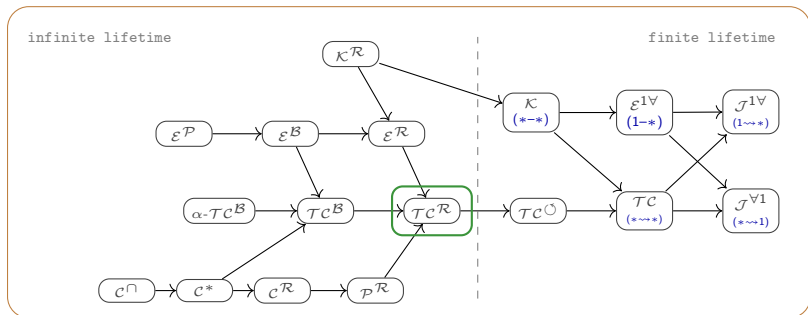 infinite lifetime
finite lifetime
𝒦^ℛ
𝒦
(∗–∗)
ℰ^{1∀}
(1–∗)
𝒥^{1∀}
(1⇝∗)
ℰ^𝒫
ℰ^ℬ
ℰ^ℛ
α-𝒯𝒞^ℬ
𝒯𝒞^ℬ
𝒯𝒞^ℛ
𝒯𝒞^↺
𝒯𝒞
(∗⇝∗)
𝒥^{∀1}
(∗⇝1)
𝒞^∩
𝒞^∗
𝒞^ℛ
𝒫^ℛ